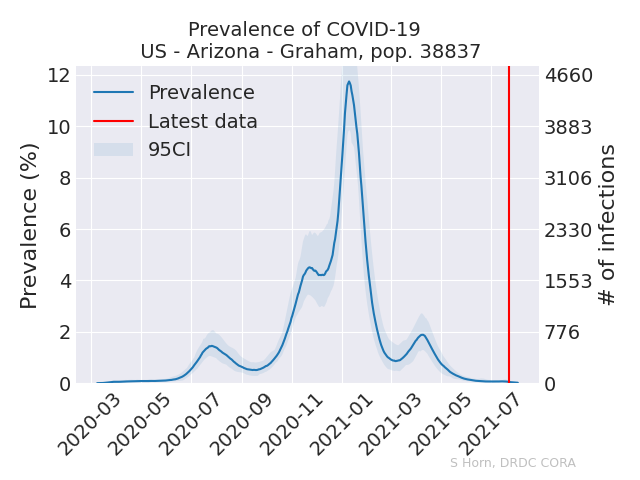 Prevalence of COVID-19
US - Arizona - Graham, pop. 38837
Prevalence
Latest data
95CI
Prevalence (%)
12
10
8
6
4
2
0
4660
3883
3106
2330
1553
776
0
# of infections
2020-03
2020-05
2020-07
2020-09
2020-11
2021-01
2021-03
2021-05
2021-07
S Horn, DRDC CORA